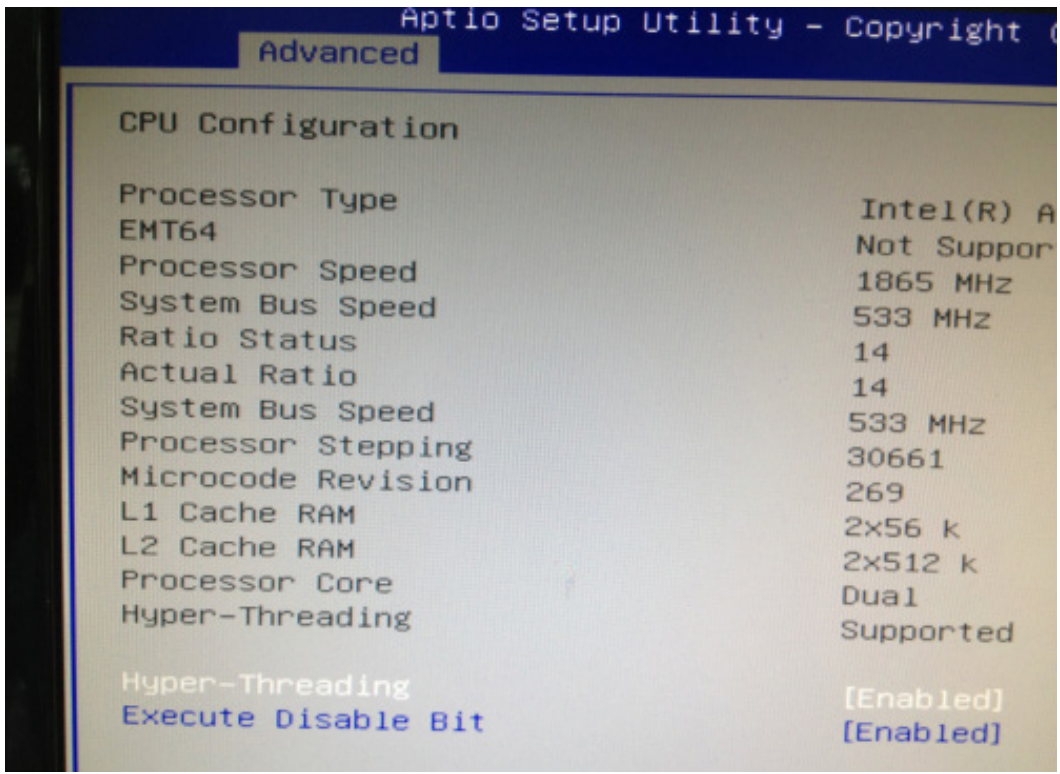 Aptio Setup Utility – Copyright
Advanced
CPU Configuration
Processor Type Intel(R) A
EMT64 Not Suppor
Processor Speed 1865 MHz
System Bus Speed 533 MHz
Ratio Status 14
Actual Ratio 14
System Bus Speed 533 MHz
Processor Stepping 30661
Microcode Revision 269
L1 Cache RAM 2x56 k
L2 Cache RAM 2x512 k
Processor Core Dual
Hyper-Threading Supported
Hyper-Threading [Enabled]
Execute Disable Bit [Enabled]